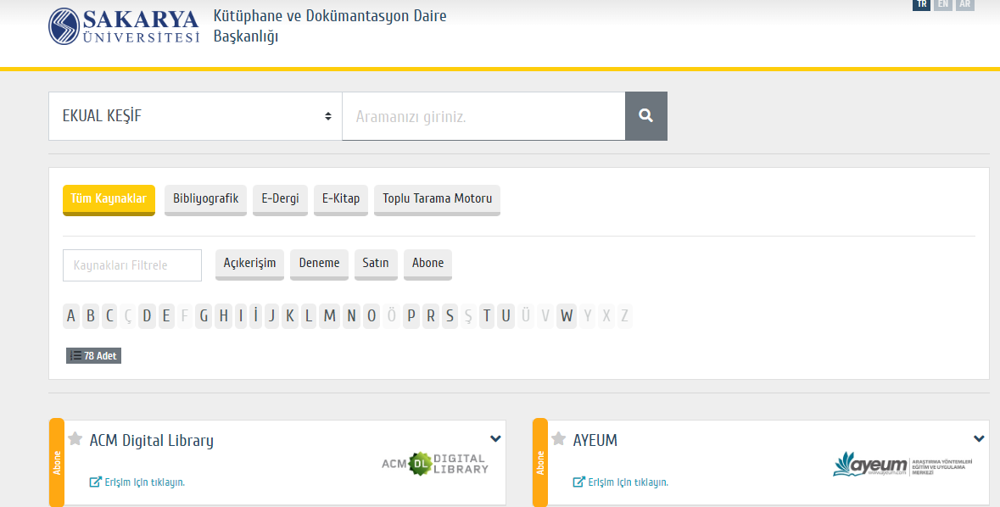 TR EN AR
SAKARYA
ÜNİVERSİTESİ
Kütüphane ve Dokümantasyon Daire
Başkanlığı
EKUAL KEŞİF
Aramanızı giriniz.
Tüm Kaynaklar Bibliyografik E-Dergi E-Kitap Toplu Tarama Motoru
Kaynakları Filtrele Açıkerişim Deneme Satın Abone
A B C Ç D E F G H I İ J K L M N O Ö P R S Ş T U Ü V W Y X Z
78 Adet
Abone
ACM Digital Library
ACM DL DIGITAL
LIBRARY
Erişim için tıklayın.
Abone
AYEUM
ayeum
www.ayeum.com
ARAŞTIRMA YÖNTEMLERİ
EĞİTİM VE UYGULAMA
MERKEZİ
Erişim için tıklayın.